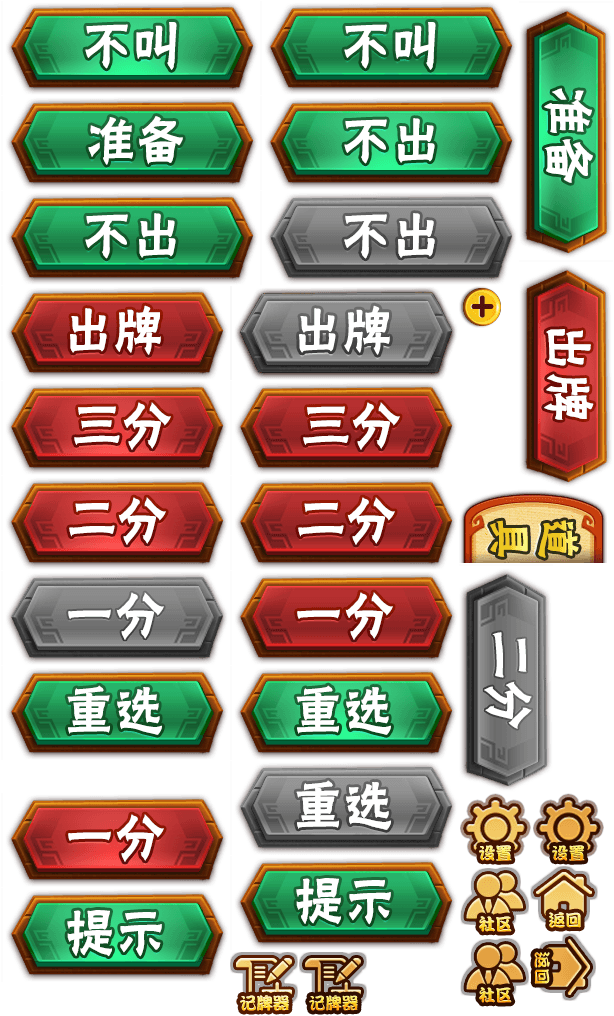 不叫
不叫
准备
准备
不出
不出
不出
出牌
出牌
出牌
三分
三分
二分
二分
道具
一分
一分
二分
重选
重选
一分
重选
设置
设置
提示
提示
社区
返回
社区
返回
记牌器
记牌器